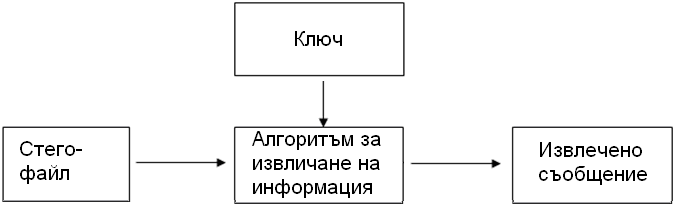 Ключ
Стего-
файл
Алгоритъм за
извличане на
информация
Извлечено
съобщение